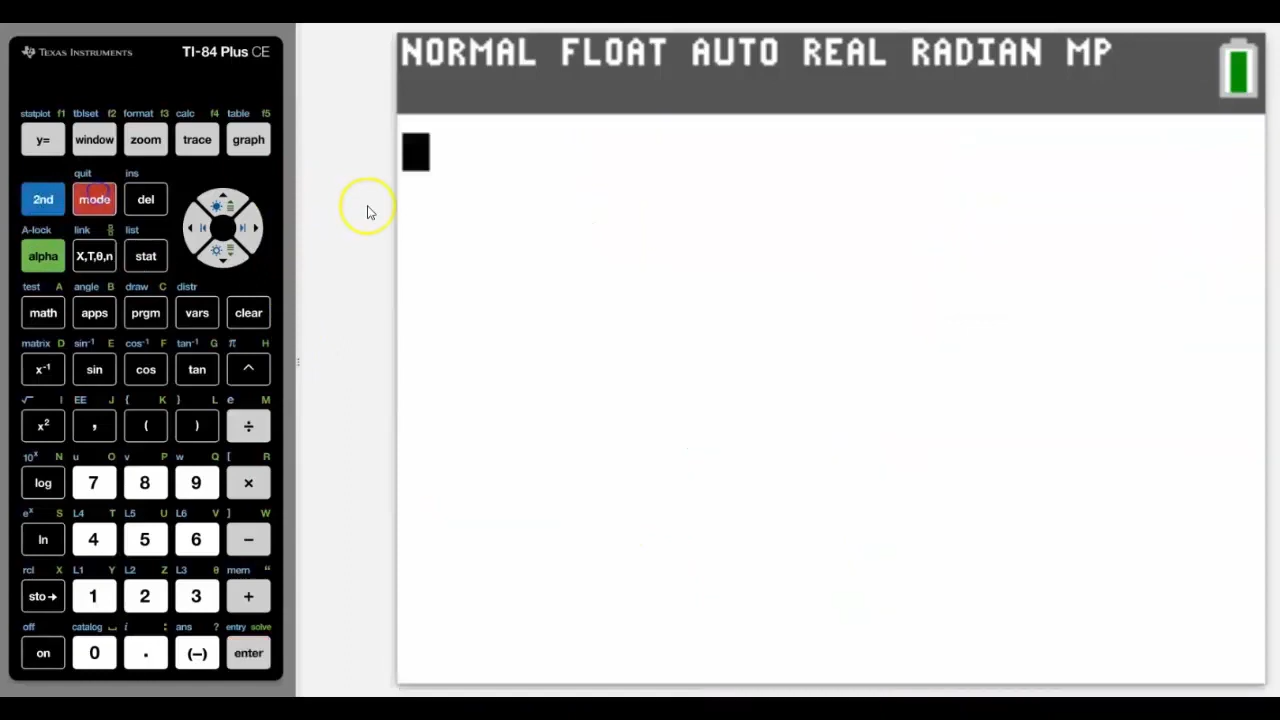 TEXAS INSTRUMENTS TI-84 Plus CE
NORMAL FLOAT AUTO REAL RADIAN MP
statplot f1 tblset f2 format f3 calc f4 table f5
y= window zoom trace graph
quit ins
2nd mode del
A-lock link list
alpha X,T,θ,n stat
test A angle B draw C distr
math apps prgm vars clear
matrix D sin-1 E cos-1 F tan-1 G π H
x-1 sin cos tan ^
√ I EE J { K } L e M
x² , ( ) ÷
10x N u O v P w Q [ R
log 7 8 9 ×
ex S L4 T L5 U L6 V ] W
ln 4 5 6 −
rcl X L1 Y L2 Z L3 θ mem “
sto→ 1 2 3 +
off catalog ⎵ i : ans ? entry solve
on 0 . (−) enter